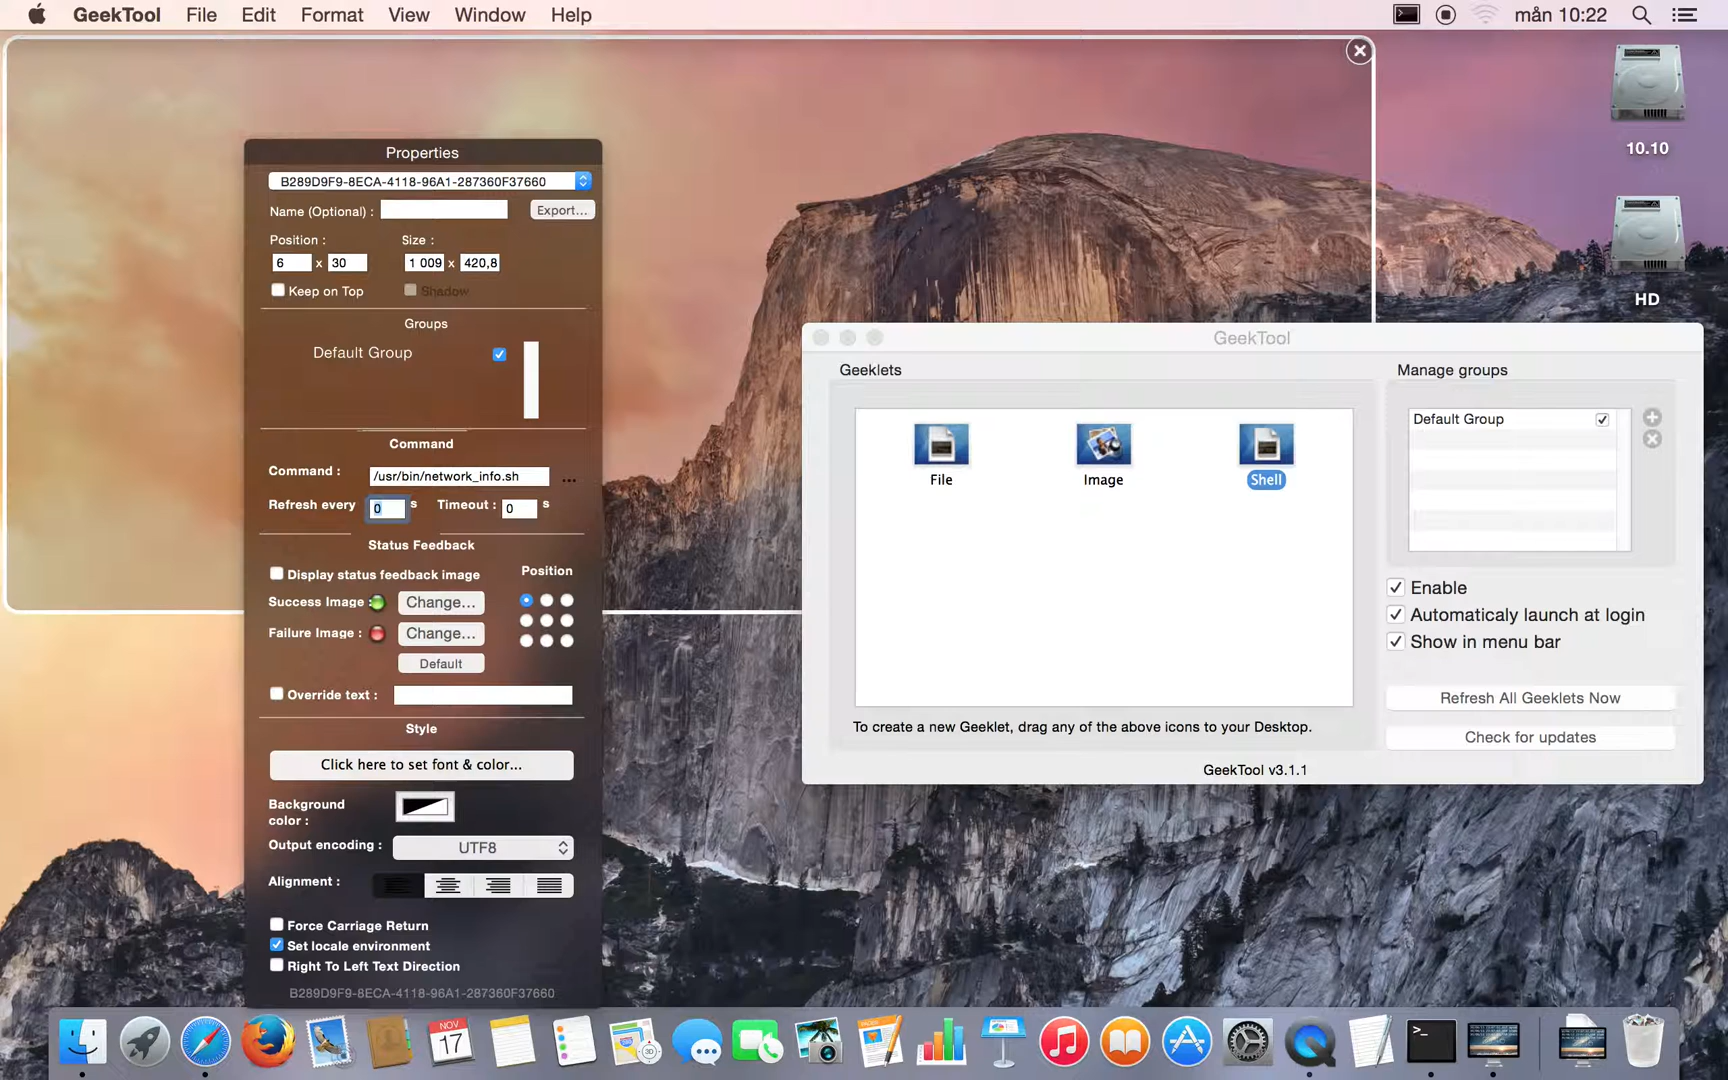 GeekTool File Edit Format View Window Help
mån 10:22
10.10
HD
Properties
B289D9F9-8ECA-4118-96A1-287360F37660
Name (Optional) :
Export...
Position :
Size :
6 x 30
1 009 x 420,8
Keep on Top
Shadow
Groups
Default Group
Command
Command :
/usr/bin/network_info.sh
...
Refresh every 0 s
Timeout : 0 s
Status Feedback
Display status feedback image
Position
Success Image :
Change...
Failure Image :
Change...
Default
Override text :
Style
Click here to set font & color...
Background
color :
Output encoding :
UTF8
Alignment :
Force Carriage Return
Set locale environment
Right To Left Text Direction
B289D9F9-8ECA-4118-96A1-287360F37660
GeekTool
Geeklets
File
Image
Shell
To create a new Geeklet, drag any of the above icons to your Desktop.
Manage groups
Default Group
Enable
Automaticaly launch at login
Show in menu bar
Refresh All Geeklets Now
Check for updates
GeekTool v3.1.1
NOV
17
3D
PAGES
>_